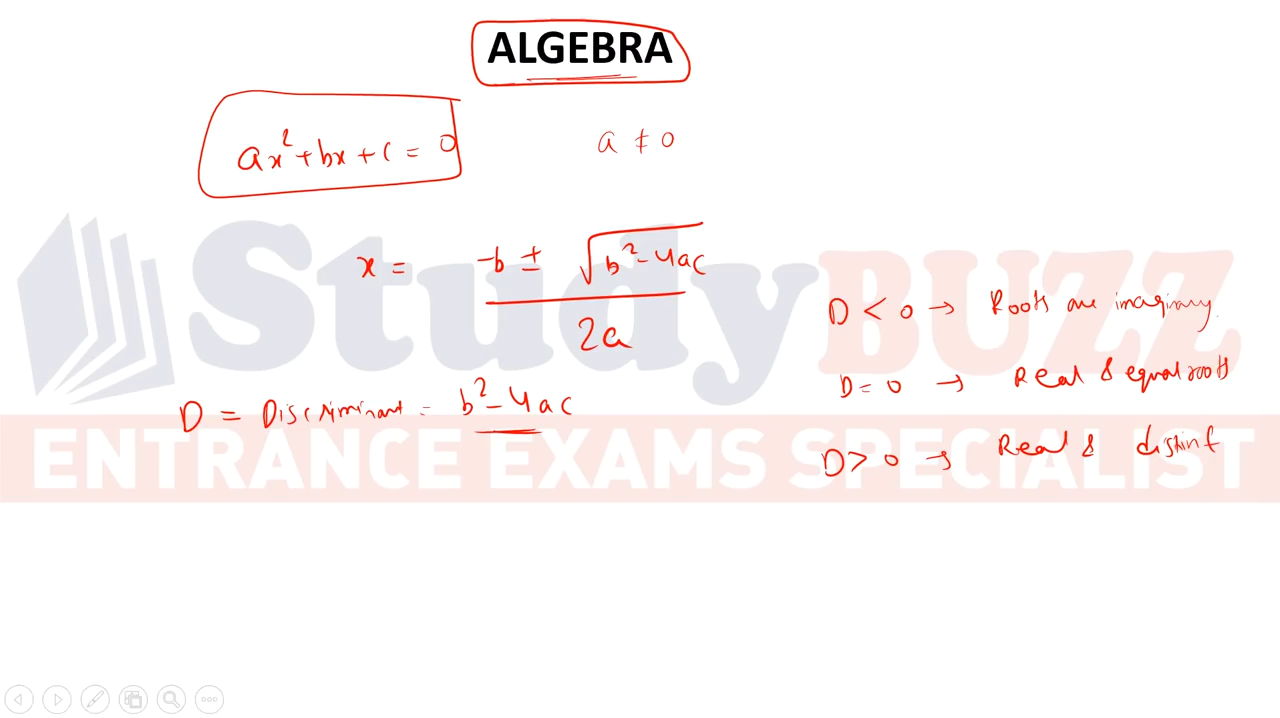 ALGEBRA
ax² + bx + c = 0
a ≠ 0
x = -b ± √b² - 4ac
2a
D < 0 → Roots are imaginary.
D = 0 → Real & equal roots
D = Discriminant = b² - 4ac
D > 0 → Real & distinct
StudyBUZZ
ENTRANCE EXAMS SPECIALIST